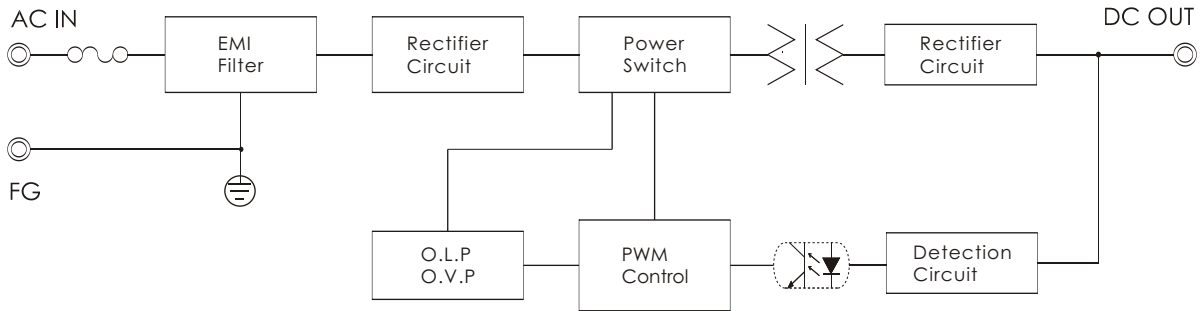 AC IN
DC OUT
EMI
Filter
Rectifier
Circuit
Power
Switch
Rectifier
Circuit
FG
O.L.P
O.V.P
PWM
Control
Detection
Circuit